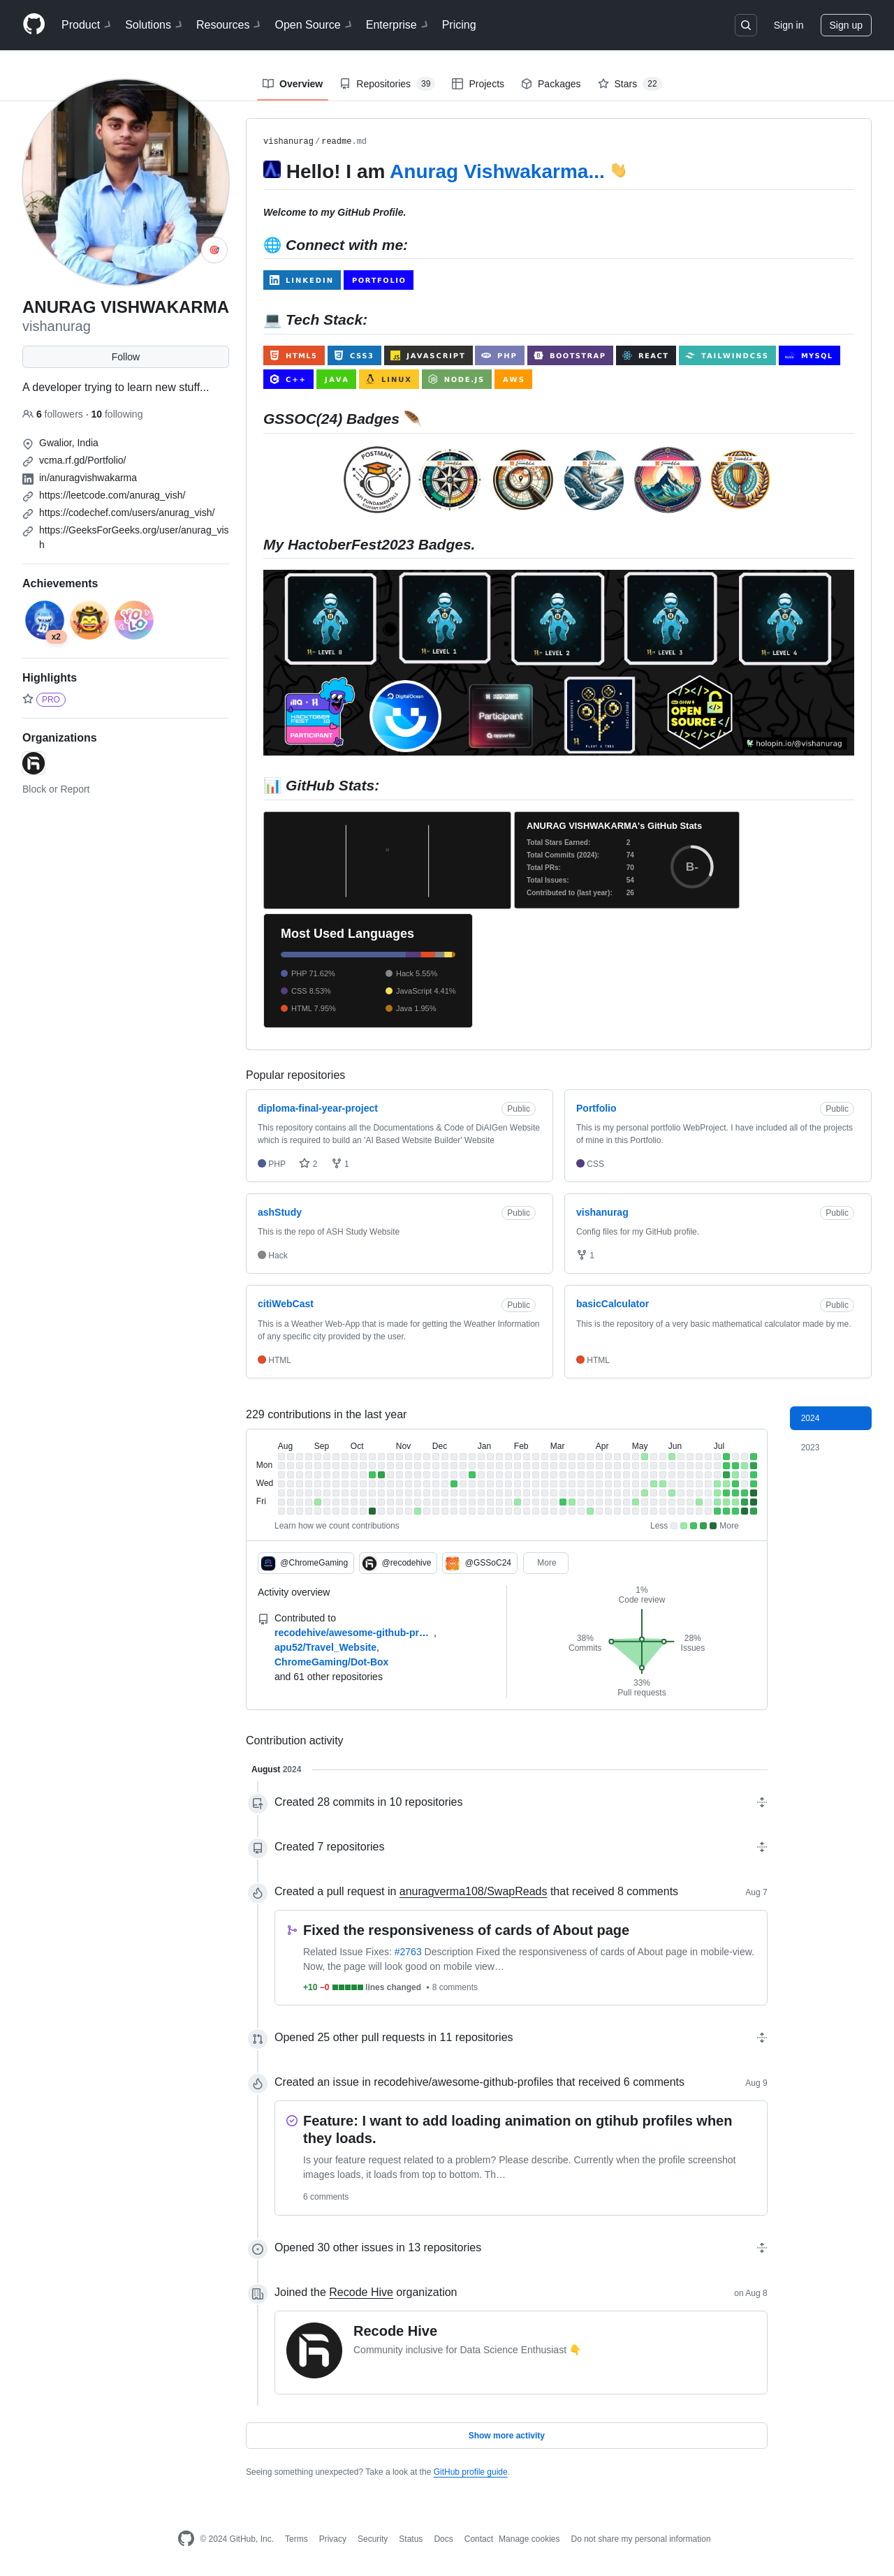 Product Solutions Resources Open Source Enterprise Pricing Sign in Sign up
Overview Repositories 39 Projects Packages Stars 22
ANURAG VISHWAKARMA
vishanurag
Follow
A developer trying to learn new stuff...
6 followers · 10 following
Gwalior, India
vcma.rf.gd/Portfolio/
in/anuragvishwakarma
https://leetcode.com/anurag_vish/
https://codechef.com/users/anurag_vish/
https://GeeksForGeeks.org/user/anurag_vis
h
Achievements
x2
YOLO
Highlights
PRO
Organizations
Block or Report
vishanurag/readme.md
Hello! I am Anurag Vishwakarma... 👋
Welcome to my GitHub Profile.
🌐 Connect with me:
LINKEDIN PORTFOLIO
💻 Tech Stack:
HTML5 CSS3 JAVASCRIPT PHP BOOTSTRAP REACT TAILWINDCSS MYSQL
C++ JAVA LINUX NODE.JS AWS
GSSOC(24) Badges 🪶
POSTMAN
API FUNDAMENTALS
STUDENT EXPERT
My HactoberFest2023 Badges.
LEVEL 0 LEVEL 1 LEVEL 2 LEVEL 3 LEVEL 4
HACKTOBER
FEST
PARTICIPANT
DigitalOcean
Participant
appwrite
PLANT A TREE
GHW
OPEN
SOURCE
holopin.io/@vishanurag
📊 GitHub Stats:
ANURAG VISHWAKARMA's GitHub Stats
Total Stars Earned: 2
Total Commits (2024): 74
Total PRs: 70
Total Issues: 54
Contributed to (last year): 26
B-
Most Used Languages
PHP 71.62% Hack 5.55%
CSS 8.53% JavaScript 4.41%
HTML 7.95% Java 1.95%
Popular repositories
diploma-final-year-project Public
This repository contains all the Documentations & Code of DiAIGen Website
which is required to build an 'AI Based Website Builder' Website
PHP 2 1
Portfolio Public
This is my personal portfolio WebProject. I have included all of the projects
of mine in this Portfolio.
CSS
ashStudy Public
This is the repo of ASH Study Website
Hack
vishanurag Public
Config files for my GitHub profile.
1
citiWebCast Public
This is a Weather Web-App that is made for getting the Weather Information
of any specific city provided by the user.
HTML
basicCalculator Public
This is the repository of a very basic mathematical calculator made by me.
HTML
229 contributions in the last year
2024
2023
Aug Sep Oct Nov Dec Jan Feb Mar Apr May Jun Jul
Mon
Wed
Fri
Learn how we count contributions Less More
@ChromeGaming @recodehive @GSSoC24 More
Activity overview
Contributed to
recodehive/awesome-github-pr… ,
apu52/Travel_Website,
ChromeGaming/Dot-Box
and 61 other repositories
1%
Code review
38%
Commits
28%
Issues
33%
Pull requests
Contribution activity
August 2024
Created 28 commits in 10 repositories
Created 7 repositories
Created a pull request in anuragverma108/SwapReads that received 8 comments Aug 7
Fixed the responsiveness of cards of About page
Related Issue Fixes: #2763 Description Fixed the responsiveness of cards of About page in mobile-view.
Now, the page will look good on mobile view…
+10 −0 lines changed • 8 comments
Opened 25 other pull requests in 11 repositories
Created an issue in recodehive/awesome-github-profiles that received 6 comments Aug 9
Feature: I want to add loading animation on gtihub profiles when
they loads.
Is your feature request related to a problem? Please describe. Currently when the profile screenshot
images loads, it loads from top to bottom. Th…
6 comments
Opened 30 other issues in 13 repositories
Joined the Recode Hive organization on Aug 8
Recode Hive
Community inclusive for Data Science Enthusiast 👇
Show more activity
Seeing something unexpected? Take a look at the GitHub profile guide.
© 2024 GitHub, Inc. Terms Privacy Security Status Docs Contact Manage cookies Do not share my personal information